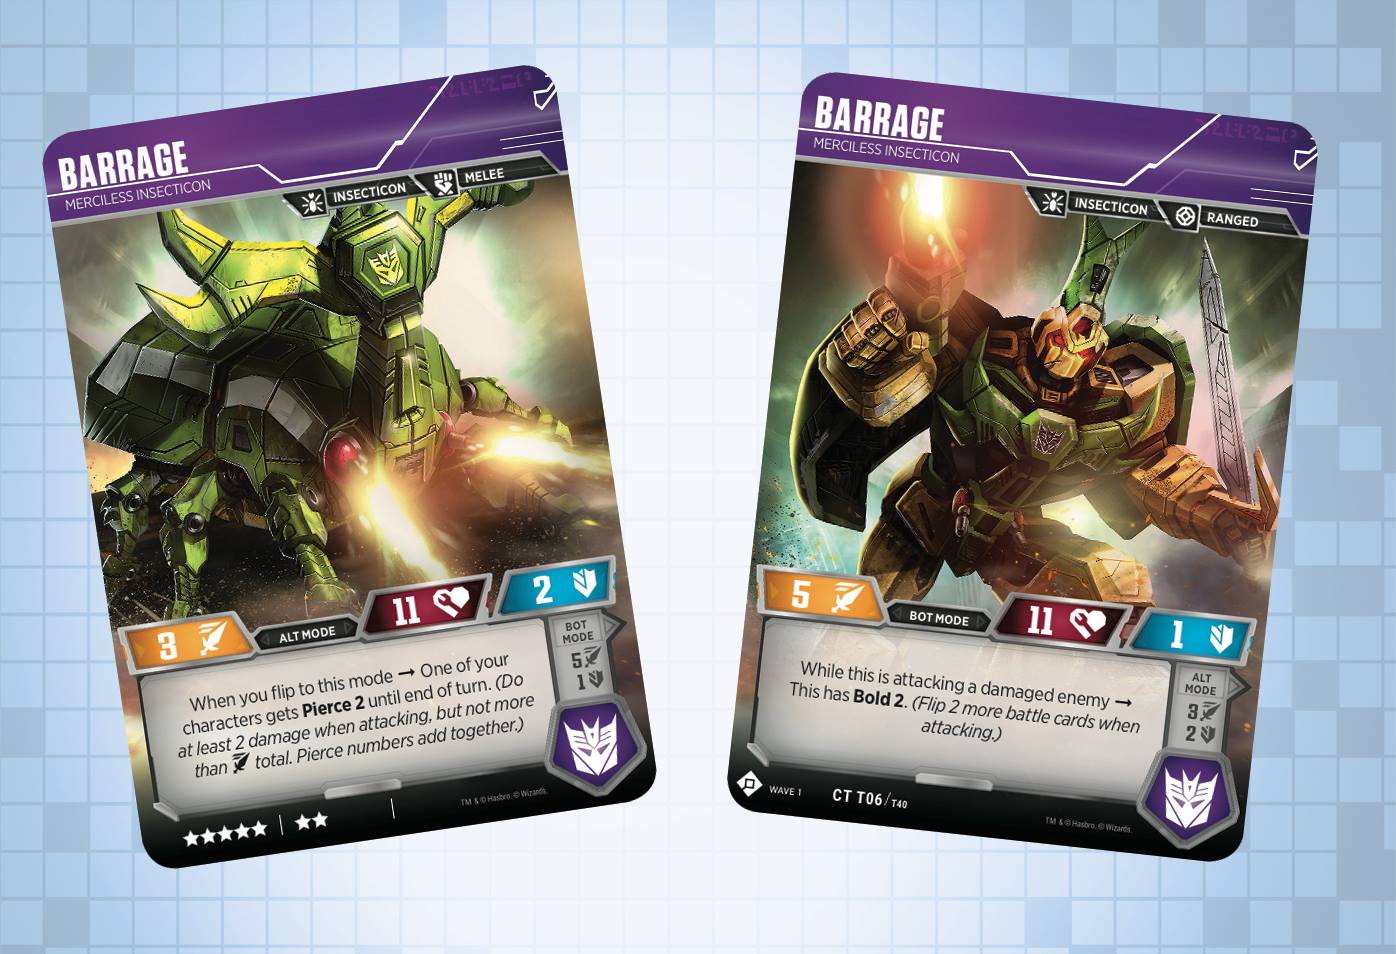 BARRAGE
MERCILESS INSECTICON
INSECTICON
MELEE
3
ALT MODE
11
2
When you flip to this mode → One of your
characters gets Pierce 2 until end of turn. (Do
at least 2 damage when attacking, but not more
than total. Pierce numbers add together.)
BOT
MODE
5
1
TM & © Hasbro. © Wizards.
BARRAGE
MERCILESS INSECTICON
INSECTICON
RANGED
5
BOT MODE
11
1
While this is attacking a damaged enemy →
This has Bold 2. (Flip 2 more battle cards when
attacking.)
ALT
MODE
3
2
WAVE 1
CT T06/T40
TM & © Hasbro. © Wizards.